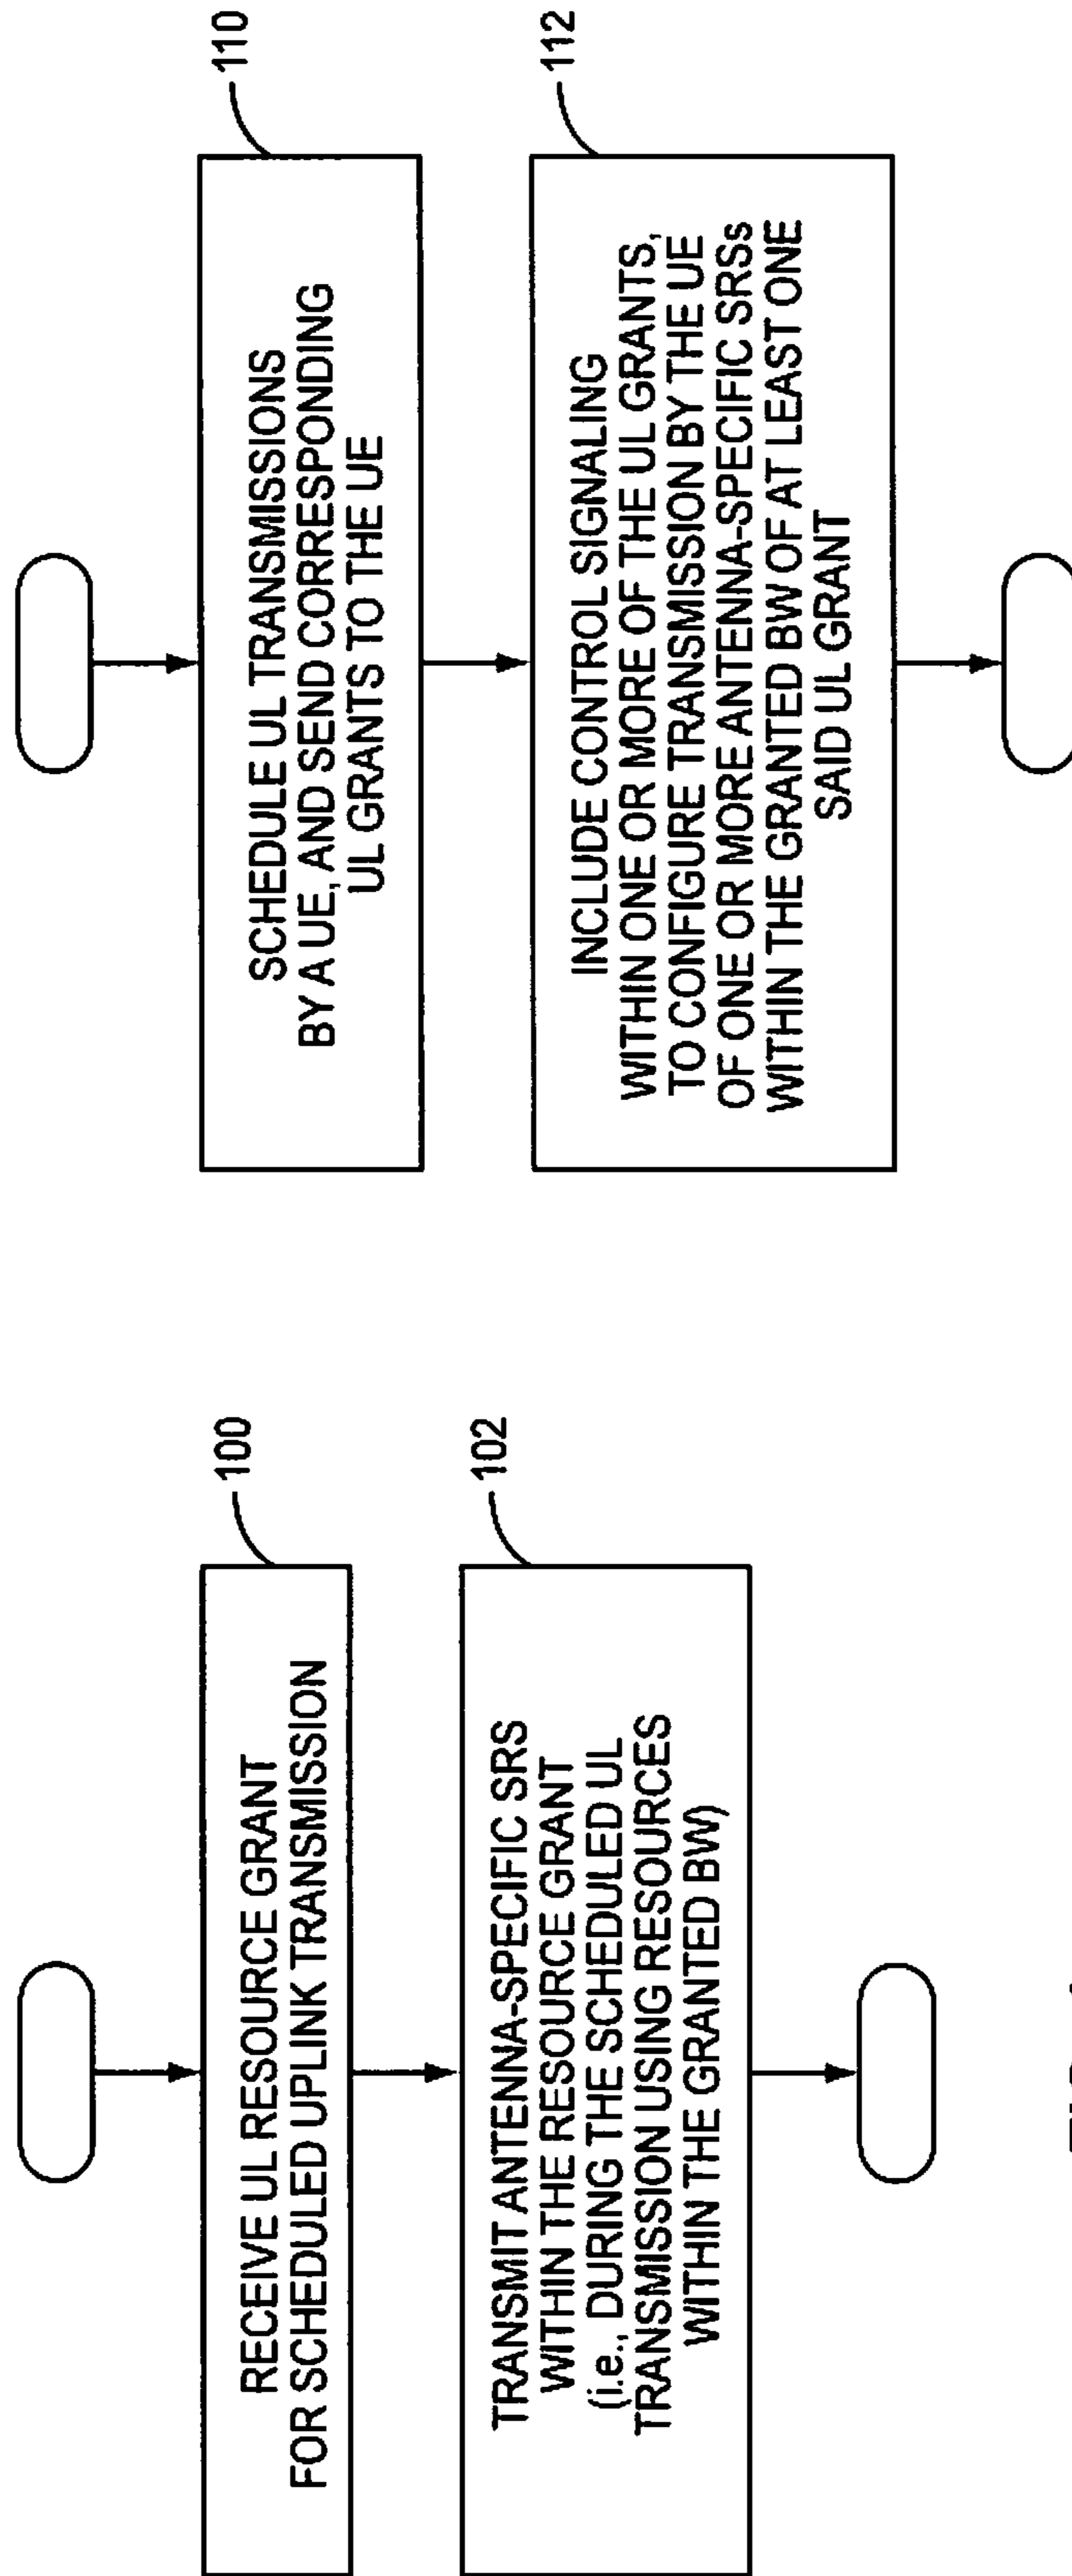 100
RECEIVE UL RESOURCE GRANT
FOR SCHEDULED UPLINK TRANSMISSION
102
TRANSMIT ANTENNA-SPECIFIC SRS
WITHIN THE RESOURCE GRANT
(i.e., DURING THE SCHEDULED UL
TRANSMISSION USING RESOURCES
WITHIN THE GRANTED BW)
110
SCHEDULE UL TRANSMISSIONS
BY A UE, AND SEND CORRESPONDING
UL GRANTS TO THE UE
112
INCLUDE CONTROL SIGNALING
WITHIN ONE OR MORE OF THE UL GRANTS,
TO CONFIGURE TRANSMISSION BY THE UE
OF ONE OR MORE ANTENNA-SPECIFIC SRSs
WITHIN THE GRANTED BW OF AT LEAST ONE
SAID UL GRANT